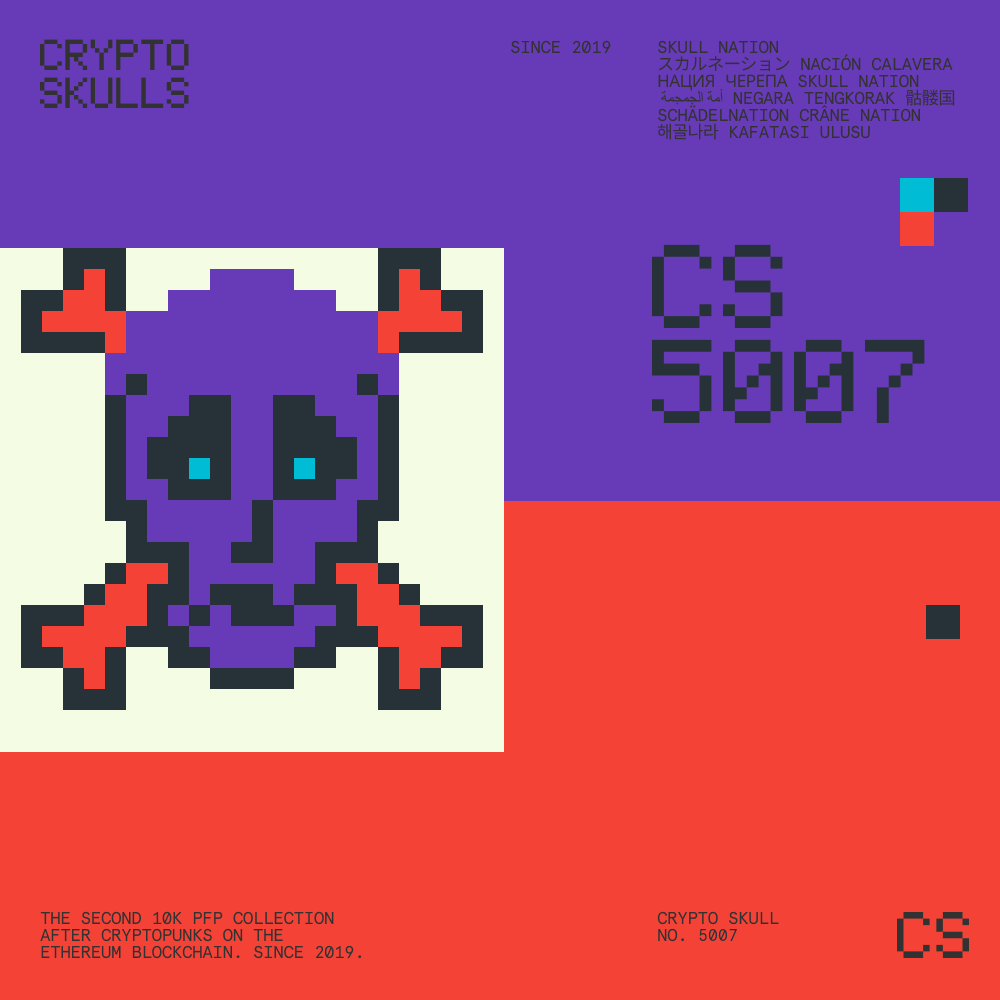 CRYPTO
SKULLS
SINCE 2019
SKULL NATION
スカルネーション NACIÓN CALAVERA
НАЦИЯ ЧЕРЕПА SKULL NATION
أمة الجمجمة NEGARA TENGKORAK 骷髅国
SCHÄDELNATION CRÂNE NATION
해골나라 KAFATASI ULUSU
CS
5007
THE SECOND 10K PFP COLLECTION
AFTER CRYPTOPUNKS ON THE
ETHEREUM BLOCKCHAIN. SINCE 2019.
CRYPTO SKULL
NO. 5007
CS